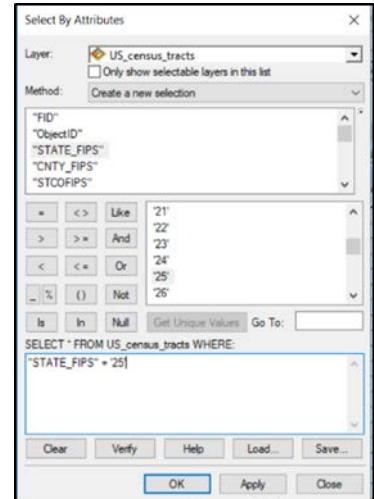 Select By Attributes
Layer: US_census_tracts
Only show selectable layers in this list
Method: Create a new selection
"FID"
"ObjectID"
"STATE_FIPS"
"CNTY_FIPS"
"STCOFIPS"
= <> Like
> >= And
< <= Or
_ % () Not
Is In Null
'21'
'22'
'23'
'24'
'25'
'26'
Get Unique Values Go To:
SELECT * FROM US_census_tracts WHERE:
"STATE_FIPS" = '25'
Clear Verify Help Load... Save...
OK Apply Close